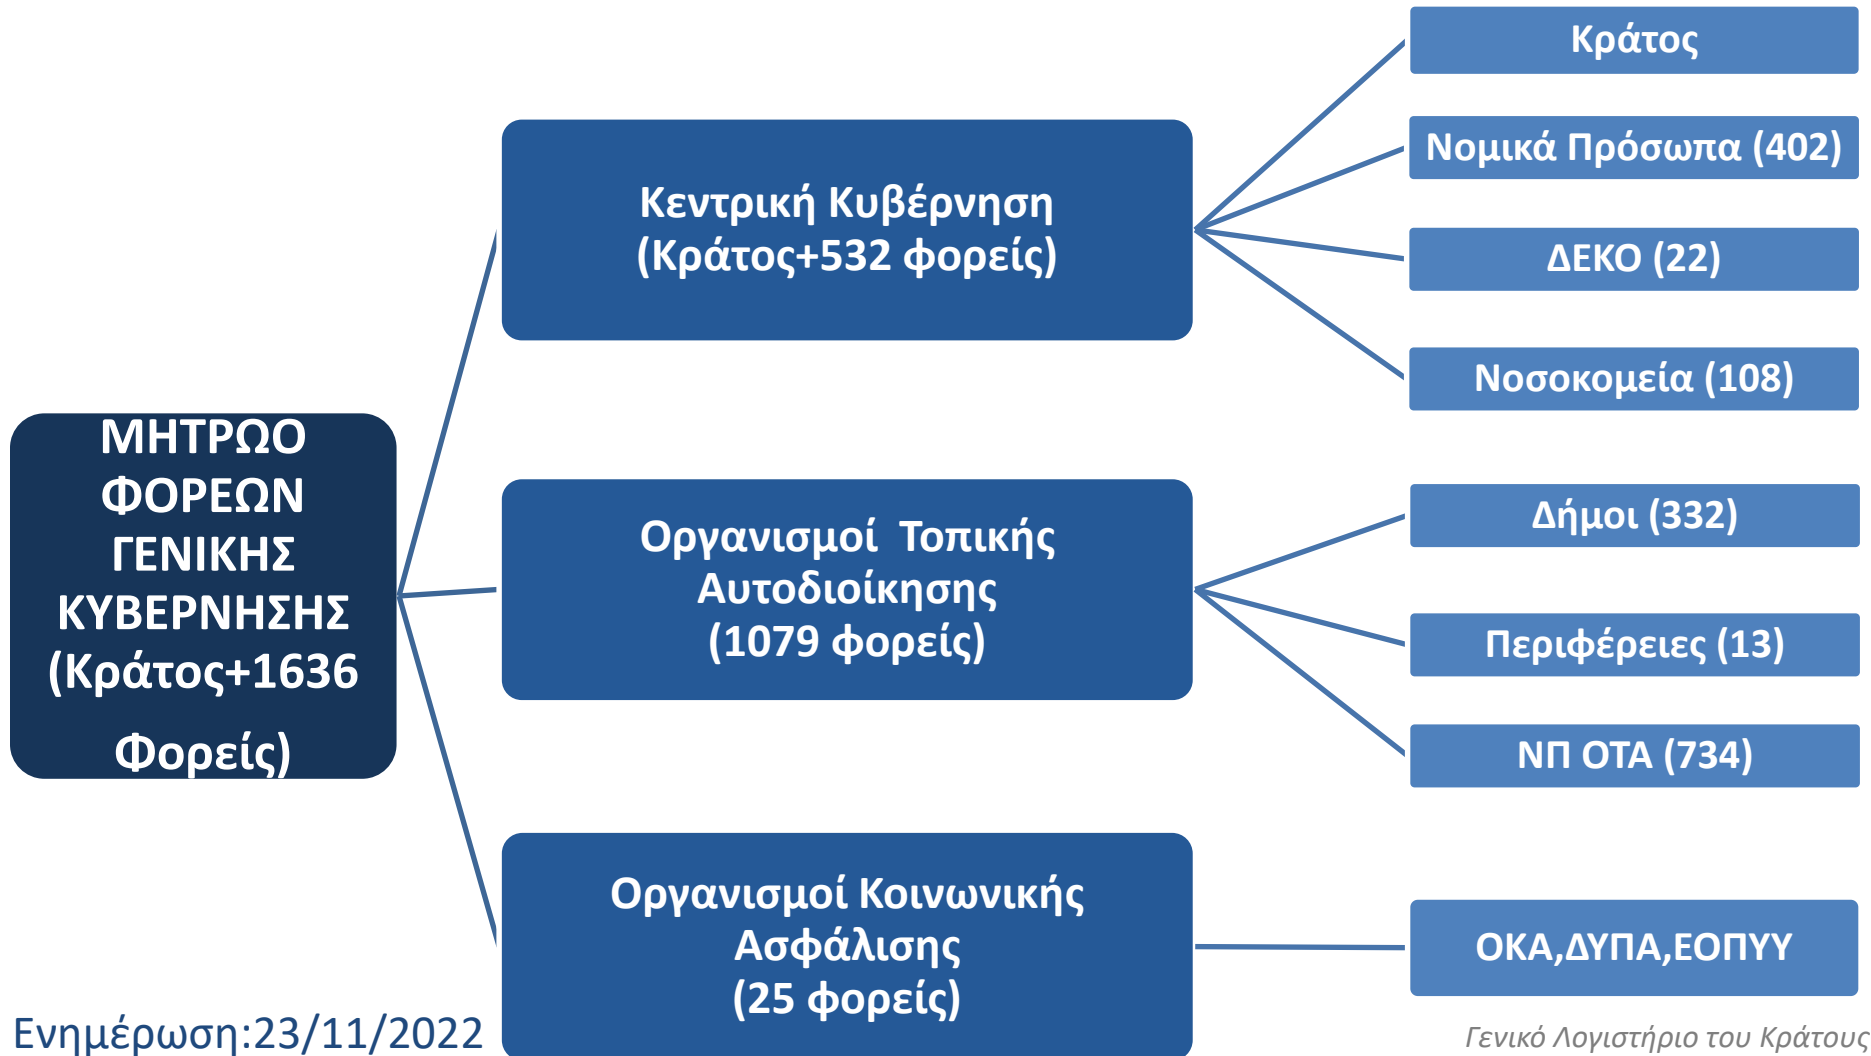 ΜΗΤΡΩΟ
ΦΟΡΕΩΝ
ΓΕΝΙΚΗΣ
ΚΥΒΕΡΝΗΣΗΣ
(Κράτος+1636
Φορείς)
Κεντρική Κυβέρνηση
(Κράτος+532 φορείς)
Κράτος
Νομικά Πρόσωπα (402)
ΔΕΚΟ (22)
Νοσοκομεία (108)
Οργανισμοί Τοπικής
Αυτοδιοίκησης
(1079 φορείς)
Δήμοι (332)
Περιφέρειες (13)
ΝΠ ΟΤΑ (734)
Οργανισμοί Κοινωνικής
Ασφάλισης
(25 φορείς)
ΟΚΑ,ΔΥΠΑ,ΕΟΠΥΥ
Ενημέρωση:23/11/2022
Γενικό Λογιστήριο του Κράτους